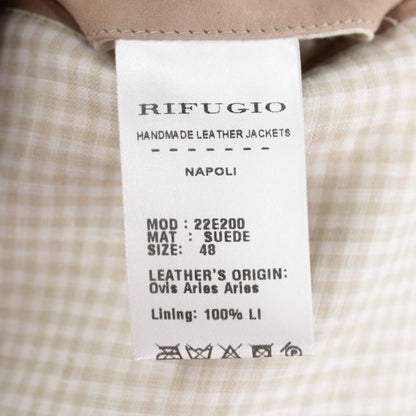 RIFUGIO
HANDMADE LEATHER JACKETS
- - - - - - -
NAPOLI
MOD : 22E200
MAT : SUEDE
SIZE: 48
LEATHER'S ORIGIN:
Ovis Aries Aries
Lining: 100% LI